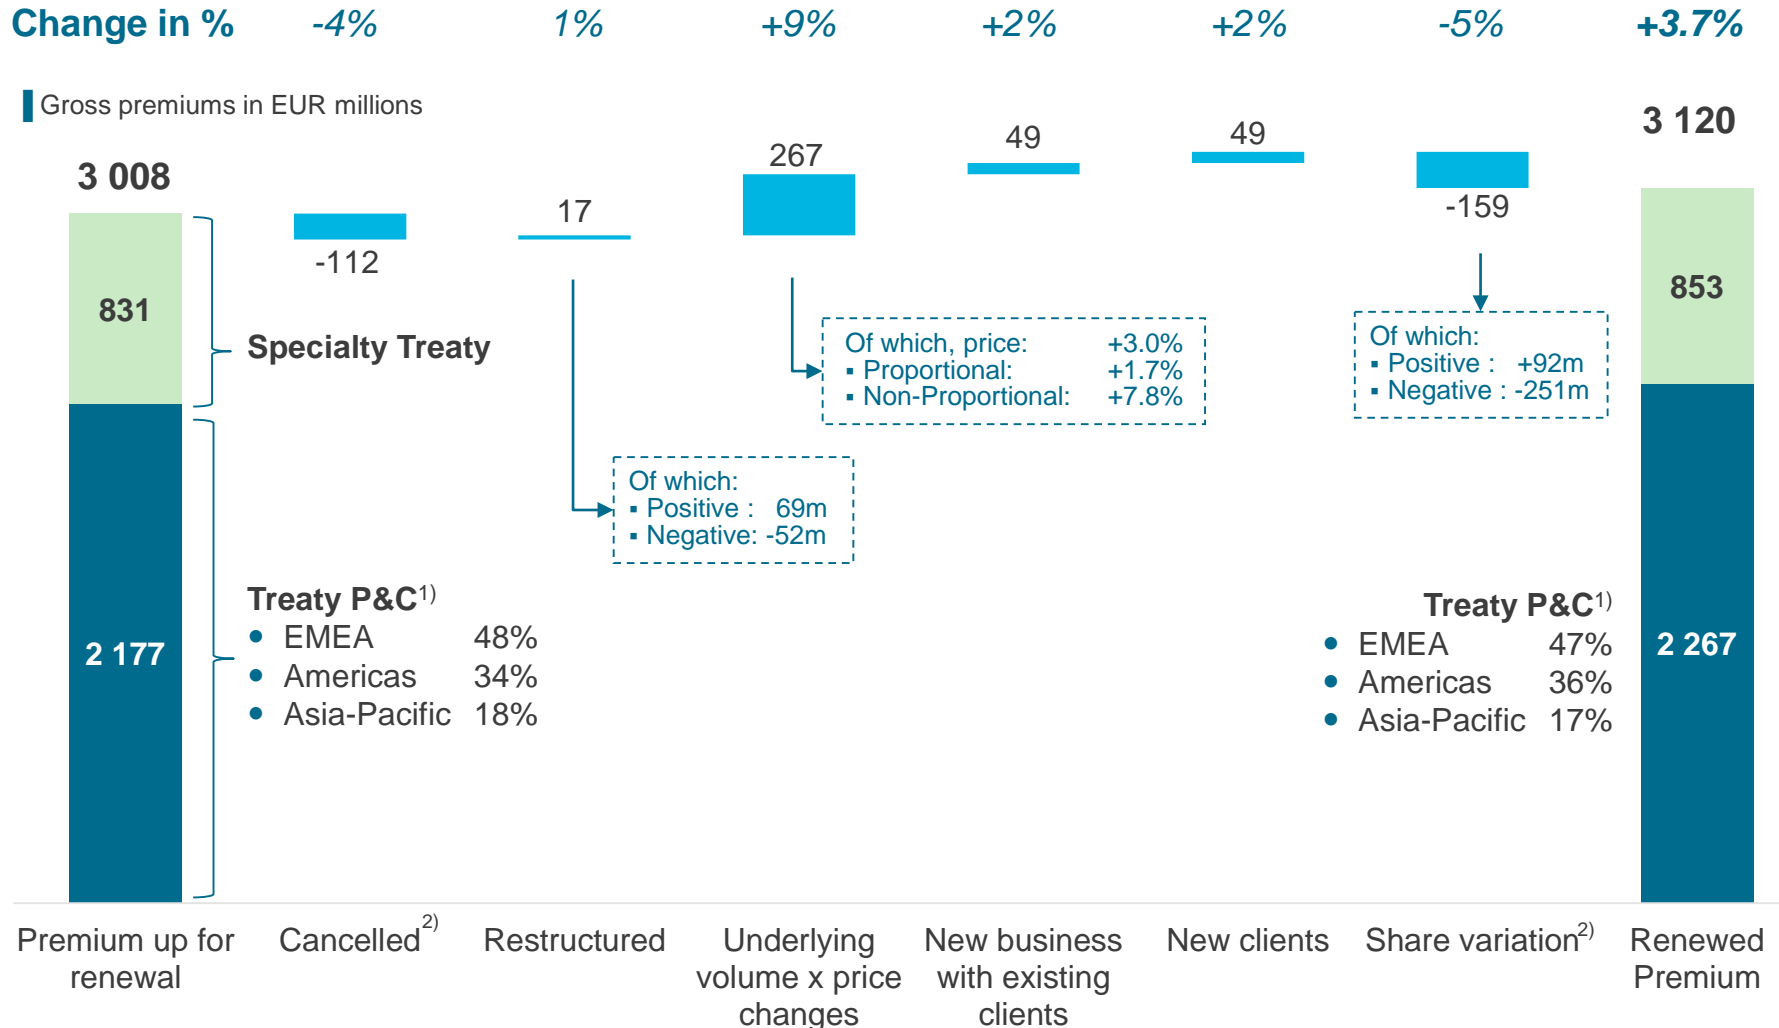 Change in % -4% 1% +9% +2% +2% -5% +3.7%
Gross premiums in EUR millions
3 008
-112
17
267
49
49
-159
3 120
831
Specialty Treaty
853
Of which, price: +3.0%
▪ Proportional: +1.7%
▪ Non-Proportional: +7.8%
Of which:
▪ Positive : +92m
▪ Negative : -251m
Of which:
▪ Positive : 69m
▪ Negative: -52m
2 177
Treaty P&C1)
• EMEA 48%
• Americas 34%
• Asia-Pacific 18%
Treaty P&C1)
• EMEA 47%
• Americas 36%
• Asia-Pacific 17%
2 267
Premium up for
renewal
Cancelled2)
Restructured
Underlying
volume x price
changes
New business
with existing
clients
New clients
Share variation2)
Renewed
Premium